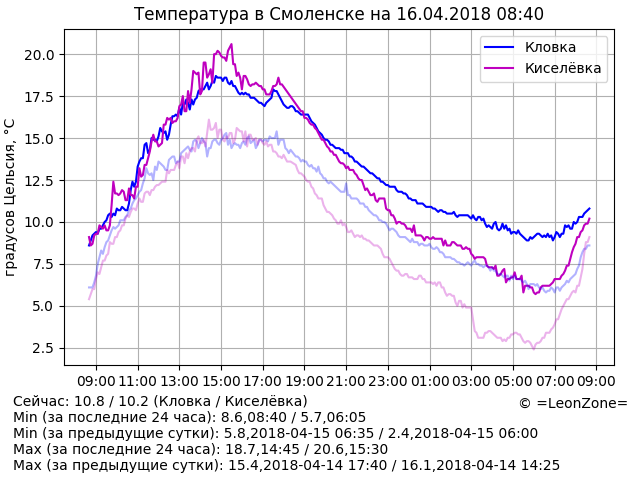 Температура в Смоленске на 16.04.2018 08:40
градусов Цельсия, °C
20.0
17.5
15.0
12.5
10.0
7.5
5.0
2.5
Кловка
Киселёвка
09:00 11:00 13:00 15:00 17:00 19:00 21:00 23:00 01:00 03:00 05:00 07:00 09:00
Сейчас: 10.8 / 10.2 (Кловка / Киселёвка)
© =LeonZone=
Min (за последние 24 часа): 8.6,08:40 / 5.7,06:05
Min (за предыдущие сутки): 5.8,2018-04-15 06:35 / 2.4,2018-04-15 06:00
Max (за последние 24 часа): 18.7,14:45 / 20.6,15:30
Max (за предыдущие сутки): 15.4,2018-04-14 17:40 / 16.1,2018-04-14 14:25